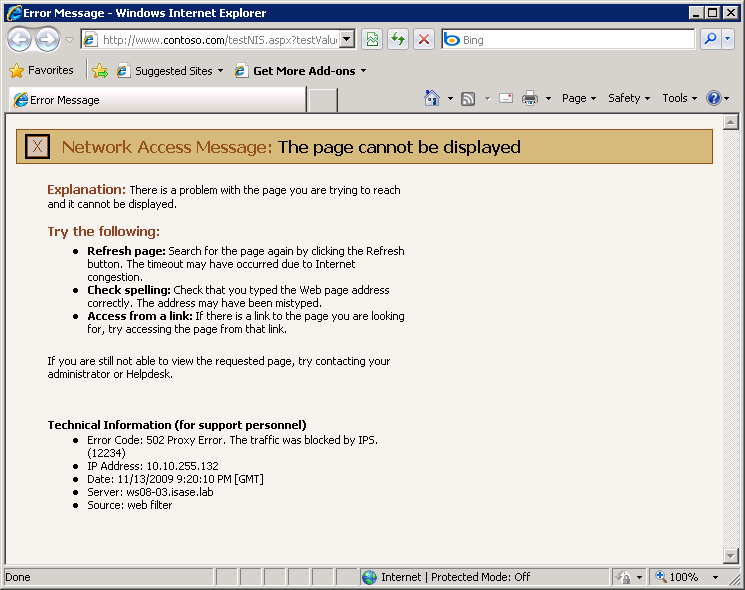 Error Message - Windows Internet Explorer
http://www.contoso.com/testNIS.aspx?testValu
Bing
Favorites
Suggested Sites
Get More Add-ons
Error Message
Page
Safety
Tools
X
Network Access Message: The page cannot be displayed
Explanation: There is a problem with the page you are trying to reach
and it cannot be displayed.
Try the following:
Refresh page: Search for the page again by clicking the Refresh
button. The timeout may have occurred due to Internet
congestion.
Check spelling: Check that you typed the Web page address
correctly. The address may have been mistyped.
Access from a link: If there is a link to the page you are looking
for, try accessing the page from that link.
If you are still not able to view the requested page, try contacting your
administrator or Helpdesk.
Technical Information (for support personnel)
Error Code: 502 Proxy Error. The traffic was blocked by IPS.
(12234)
IP Address: 10.10.255.132
Date: 11/13/2009 9:20:10 PM [GMT]
Server: ws08-03.isase.lab
Source: web filter
Done
Internet | Protected Mode: Off
100%